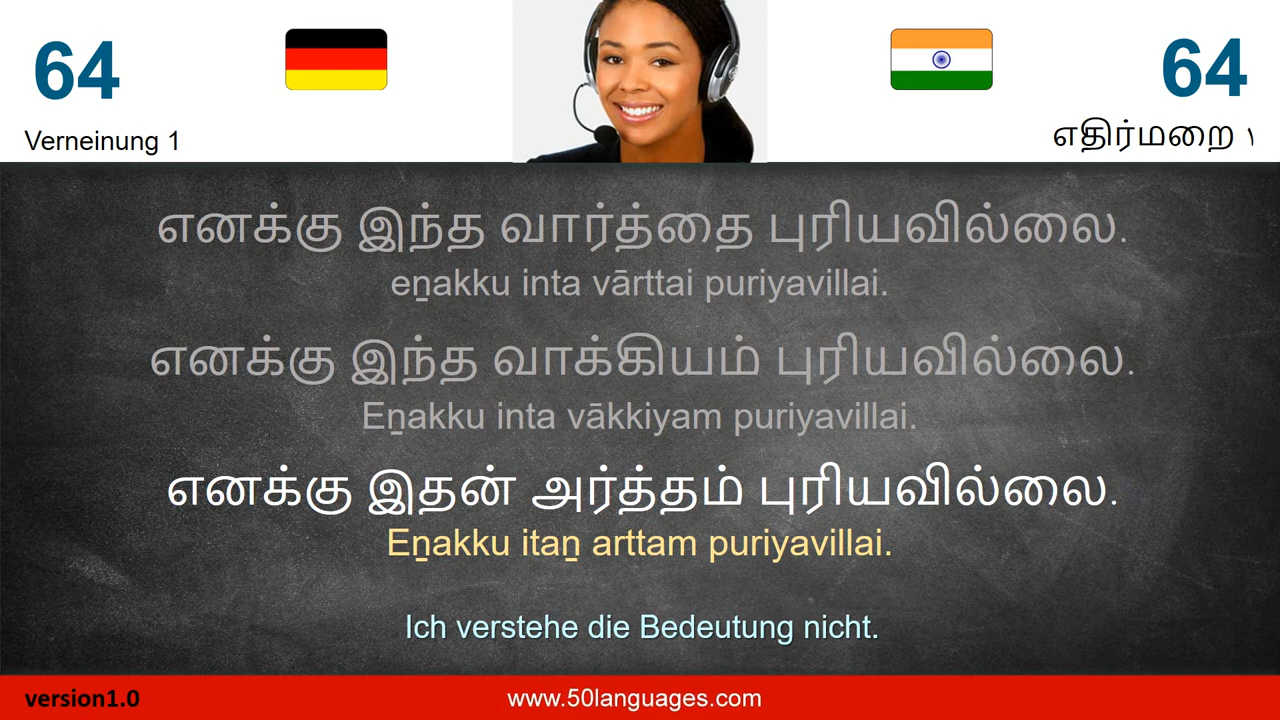 64
64
Verneinung 1
எதிர்மறை
எனக்கு இந்த வார்த்தை புரியவில்லை.
eṉakku inta vārttai puriyavillai.
எனக்கு இந்த வாக்கியம் புரியவில்லை.
Eṉakku inta vākkiyam puriyavillai.
எனக்கு இதன் அர்த்தம் புரியவில்லை.
Eṉakku itaṉ arttam puriyavillai.
Ich verstehe die Bedeutung nicht.
version1.0
www.50languages.com